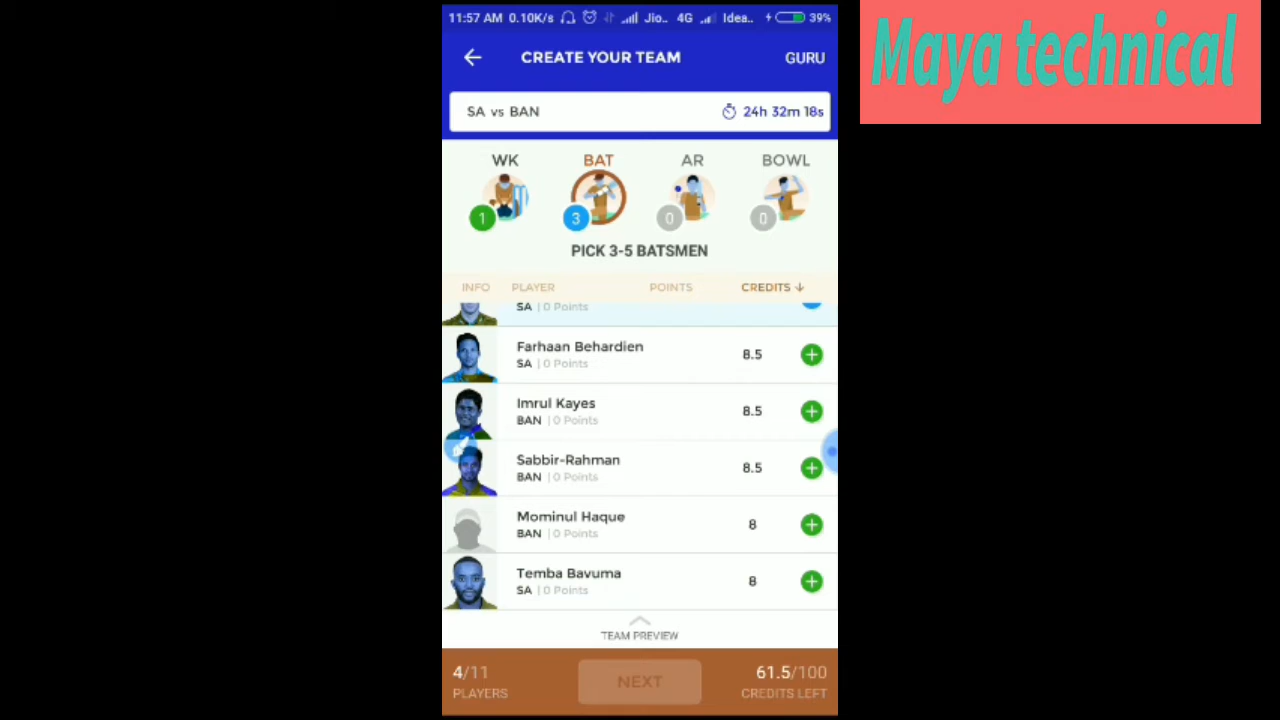 11:57 AM 0.10K/s Jio.. 4G Idea.. 39%
Maya technical
CREATE YOUR TEAM GURU
SA vs BAN 24h 32m 18s
WK BAT AR BOWL
1 3 0 0
PICK 3-5 BATSMEN
INFO PLAYER POINTS CREDITS
SA | 0 Points
Farhaan Behardien 8.5
SA | 0 Points
Imrul Kayes 8.5
BAN | 0 Points
Sabbir-Rahman 8.5
BAN | 0 Points
Mominul Haque 8
BAN | 0 Points
Temba Bavuma 8
SA | 0 Points
TEAM PREVIEW
4/11 NEXT 61.5/100
PLAYERS CREDITS LEFT